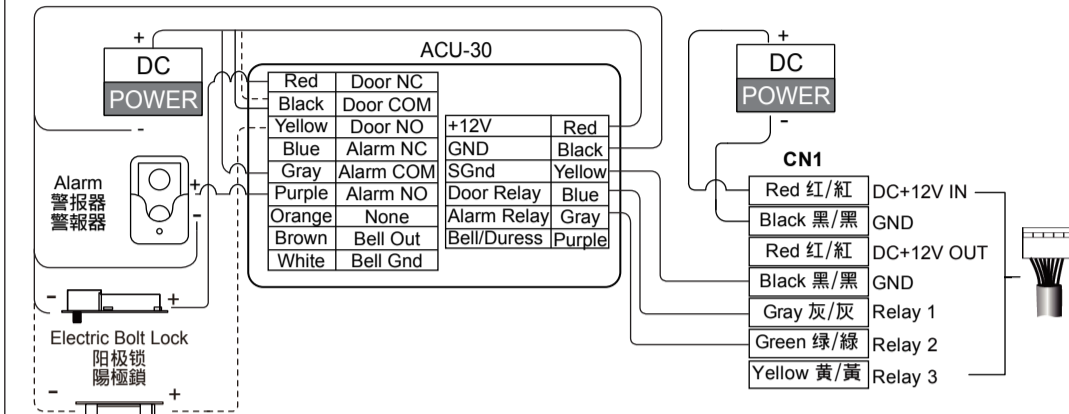 +
DC
POWER
-
ACU-30
Red Door NC
Black Door COM
Yellow Door NO
Blue Alarm NC
Gray Alarm COM
Purple Alarm NO
Orange None
Brown Bell Out
White Bell Gnd
+12V Red
GND Black
SGnd Yellow
Door Relay Blue
Alarm Relay Gray
Bell/Duress Purple
+
DC
POWER
-
CN1
Red 红/紅 DC+12V IN
Black 黑/黑 GND
Red 红/紅 DC+12V OUT
Black 黑/黑 GND
Gray 灰/灰 Relay 1
Green 绿/綠 Relay 2
Yellow 黄/黃 Relay 3
Alarm
警报器
警報器
+
-
- +
Electric Bolt Lock
阳极锁
陽極鎖
- +